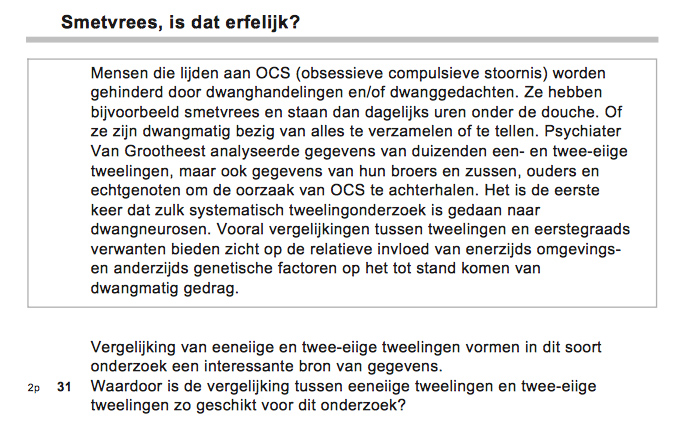 Smetvrees, is dat erfelijk?
Mensen die lijden aan OCS (obsessieve compulsieve stoornis) worden
gehinderd door dwanghandelingen en/of dwanggedachten. Ze hebben
bijvoorbeeld smetvrees en staan dan dagelijks uren onder de douche. Of
ze zijn dwangmatig bezig van alles te verzamelen of te tellen. Psychiater
Van Grootheest analyseerde gegevens van duizenden een- en twee-eiige
tweelingen, maar ook gegevens van hun broers en zussen, ouders en
echtgenoten om de oorzaak van OCS te achterhalen. Het is de eerste
keer dat zulk systematisch tweelingonderzoek is gedaan naar
dwangneurosen. Vooral vergelijkingen tussen tweelingen en eerstegraads
verwanten bieden zicht op de relatieve invloed van enerzijds omgevings-
en anderzijds genetische factoren op het tot stand komen van
dwangmatig gedrag.
Vergelijking van eeneiige en twee-eiige tweelingen vormen in dit soort
onderzoek een interessante bron van gegevens.
2p 31 Waardoor is de vergelijking tussen eeneiige tweelingen en twee-eiige
tweelingen zo geschikt voor dit onderzoek?